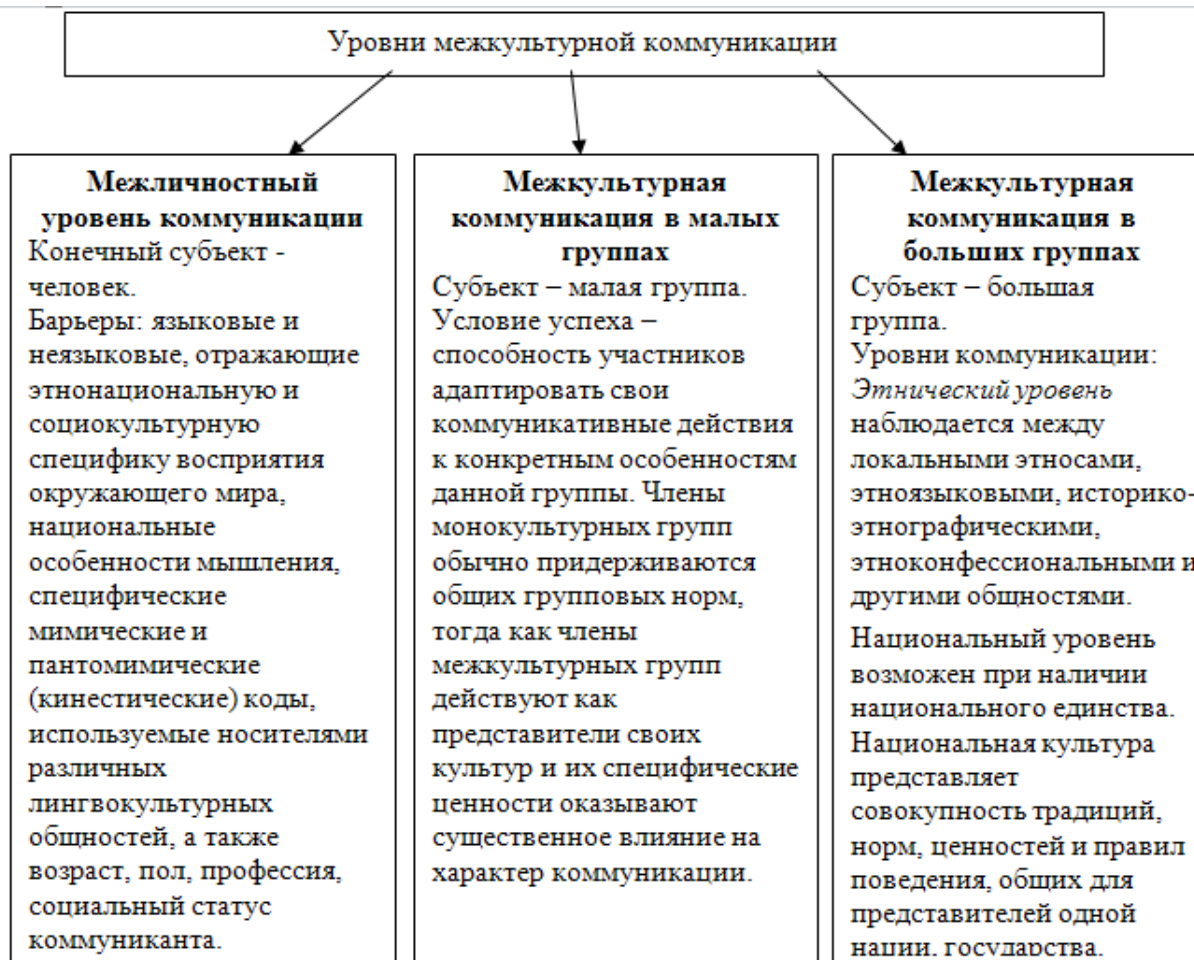 Уровни межкультурной коммуникации
Межличностный
уровень коммуникации
Конечный субъект -
человек.
Барьеры: языковые и
неязыковые, отражающие
этнонациональную и
социокультурную
специфику восприятия
окружающего мира,
национальные
особенности мышления,
специфические
мимические и
пантомимические
(кинестические) коды,
используемые носителями
различных
лингвокультурных
общностей, а также
возраст, пол, профессия,
социальный статус
коммуниканта.
Межкультурная
коммуникация в малых
группах
Субъект – малая группа.
Условие успеха –
способность участников
адаптировать свои
коммуникативные действия
к конкретным особенностям
данной группы. Члены
монокультурных групп
обычно придерживаются
общих групповых норм,
тогда как члены
межкультурных групп
действуют как
представители своих
культур и их специфические
ценности оказывают
существенное влияние на
характер коммуникации.
Межкультурная
коммуникация в
больших группах
Субъект – большая
группа.
Уровни коммуникации:
Этнический уровень
наблюдается между
локальными этносами,
этноязыковыми, историко-
этнографическими,
этноконфессиональными и
другими общностями.
Национальный уровень
возможен при наличии
национального единства.
Национальная культура
представляет
совокупность традиций,
норм, ценностей и правил
поведения, общих для
представителей одной
нации, государства.